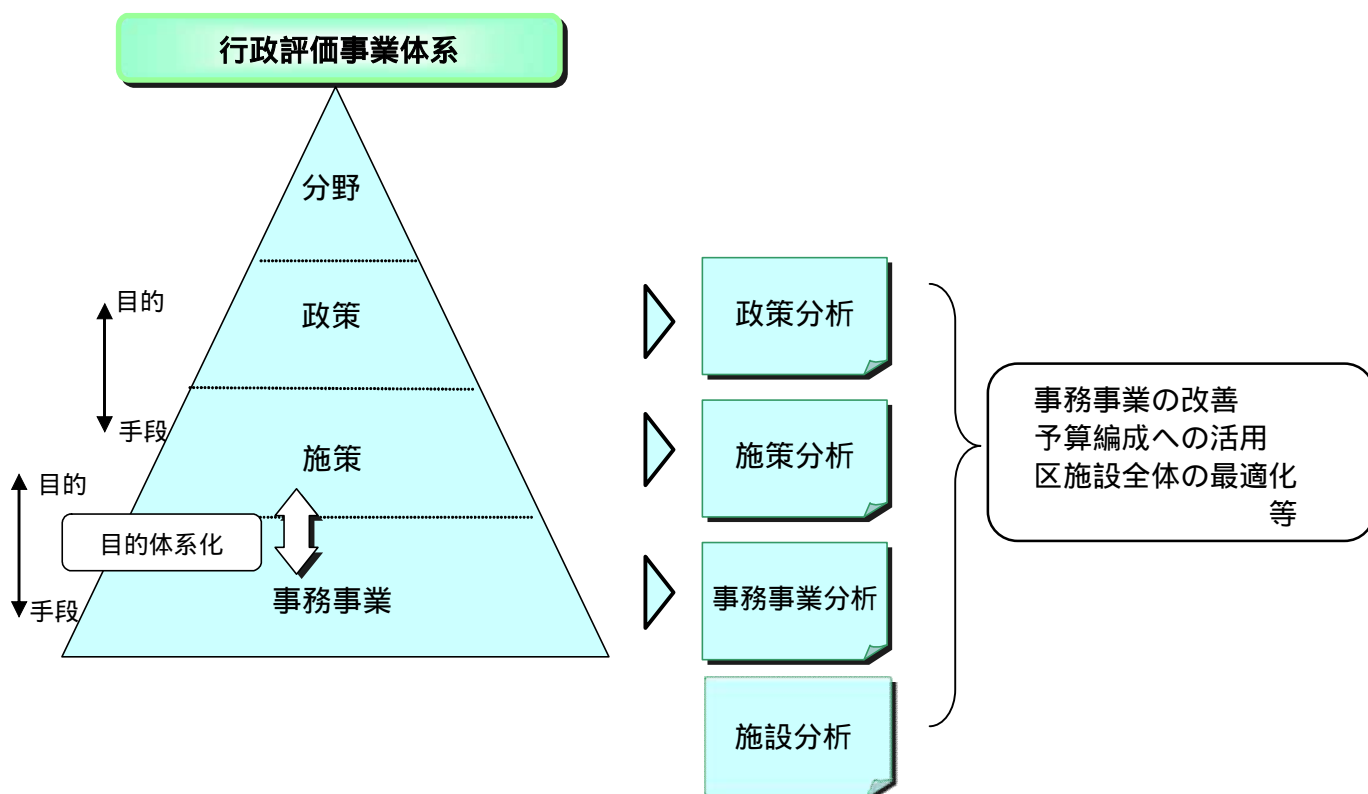 行政評価事業体系
分野
政策
施策
事務事業
目的
手段
目的
手段
目的体系化
政策分析
施策分析
事務事業分析
施設分析
事務事業の改善
予算編成への活用
区施設全体の最適化
等